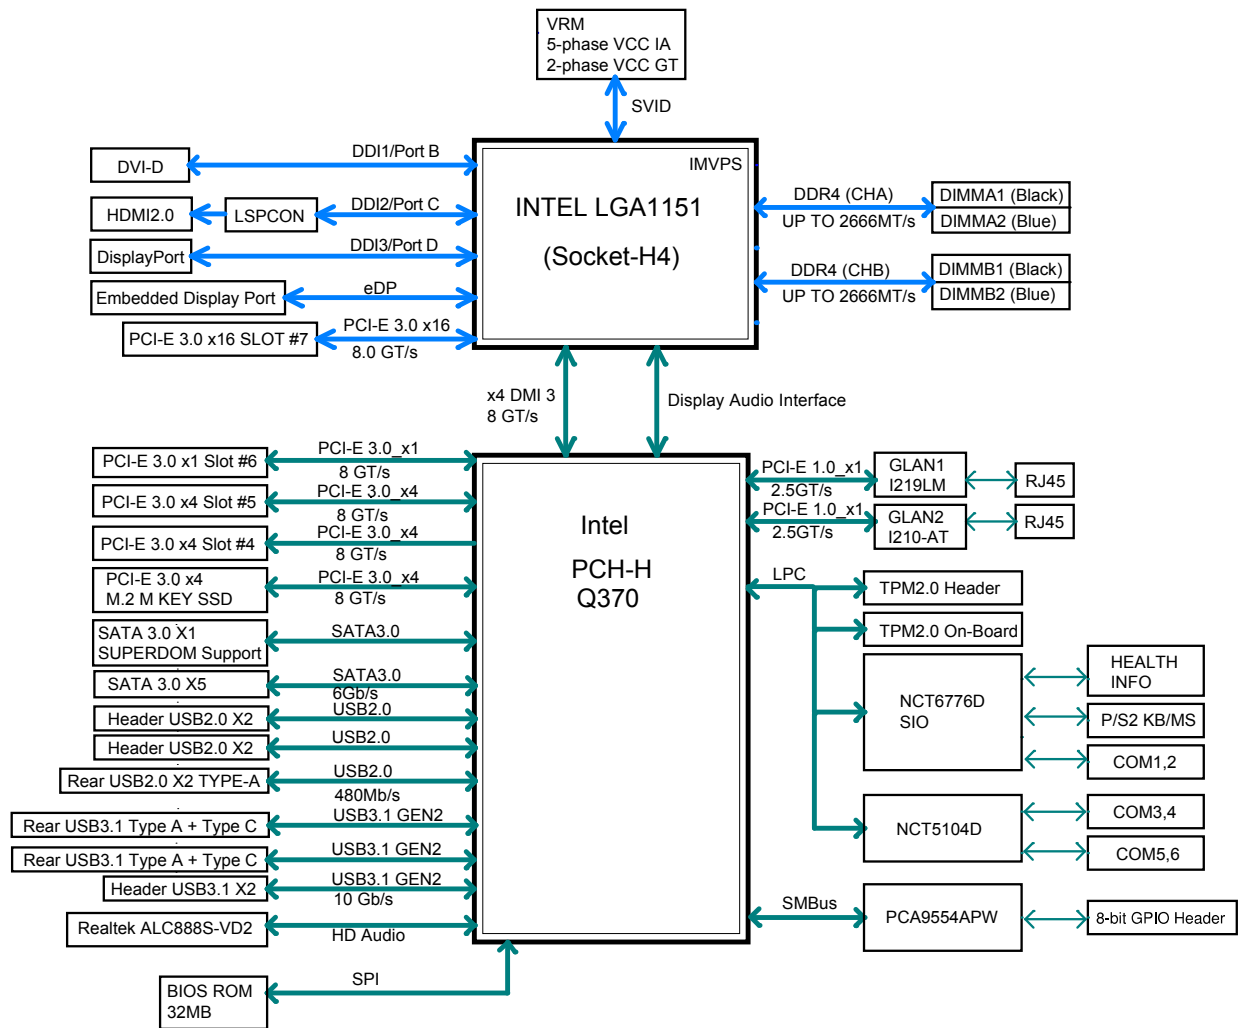 VRM
5-phase VCC IA
2-phase VCC GT
SVID
IMVPS
INTEL LGA1151
(Socket-H4)
DVI-D
DDI1/Port B
HDMI2.0
LSPCON
DDI2/Port C
DisplayPort
DDI3/Port D
Embedded Display Port
eDP
PCI-E 3.0 x16 SLOT #7
PCI-E 3.0 x16
8.0 GT/s
DDR4 (CHA)
UP TO 2666MT/s
DIMMA1 (Black)
DIMMA2 (Blue)
DDR4 (CHB)
UP TO 2666MT/s
DIMMB1 (Black)
DIMMB2 (Blue)
x4 DMI 3
8 GT/s
Display Audio Interface
Intel
PCH-H
Q370
PCI-E 3.0 x1 Slot #6
PCI-E 3.0_x1
8 GT/s
PCI-E 3.0 x4 Slot #5
PCI-E 3.0_x4
8 GT/s
PCI-E 3.0 x4 Slot #4
PCI-E 3.0_x4
8 GT/s
PCI-E 3.0 x4
M.2 M KEY SSD
PCI-E 3.0_x4
8 GT/s
SATA 3.0 X1
SUPERDOM Support
SATA3.0
SATA 3.0 X5
SATA3.0
6Gb/s
Header USB2.0 X2
USB2.0
Header USB2.0 X2
USB2.0
Rear USB2.0 X2 TYPE-A
USB2.0
480Mb/s
Rear USB3.1 Type A + Type C
USB3.1 GEN2
Rear USB3.1 Type A + Type C
USB3.1 GEN2
Header USB3.1 X2
USB3.1 GEN2
10 Gb/s
Realtek ALC888S-VD2
HD Audio
BIOS ROM
32MB
SPI
PCI-E 1.0_x1
2.5GT/s
GLAN1
I219LM
RJ45
PCI-E 1.0_x1
2.5GT/s
GLAN2
I210-AT
RJ45
LPC
TPM2.0 Header
TPM2.0 On-Board
NCT6776D
SIO
HEALTH
INFO
P/S2 KB/MS
COM1,2
NCT5104D
COM3,4
COM5,6
SMBus
PCA9554APW
8-bit GPIO Header